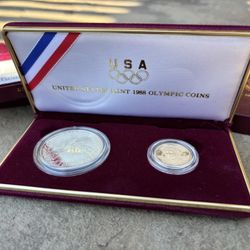 USA
UNITED STATES MINT 1988 OLYMPIC COINS